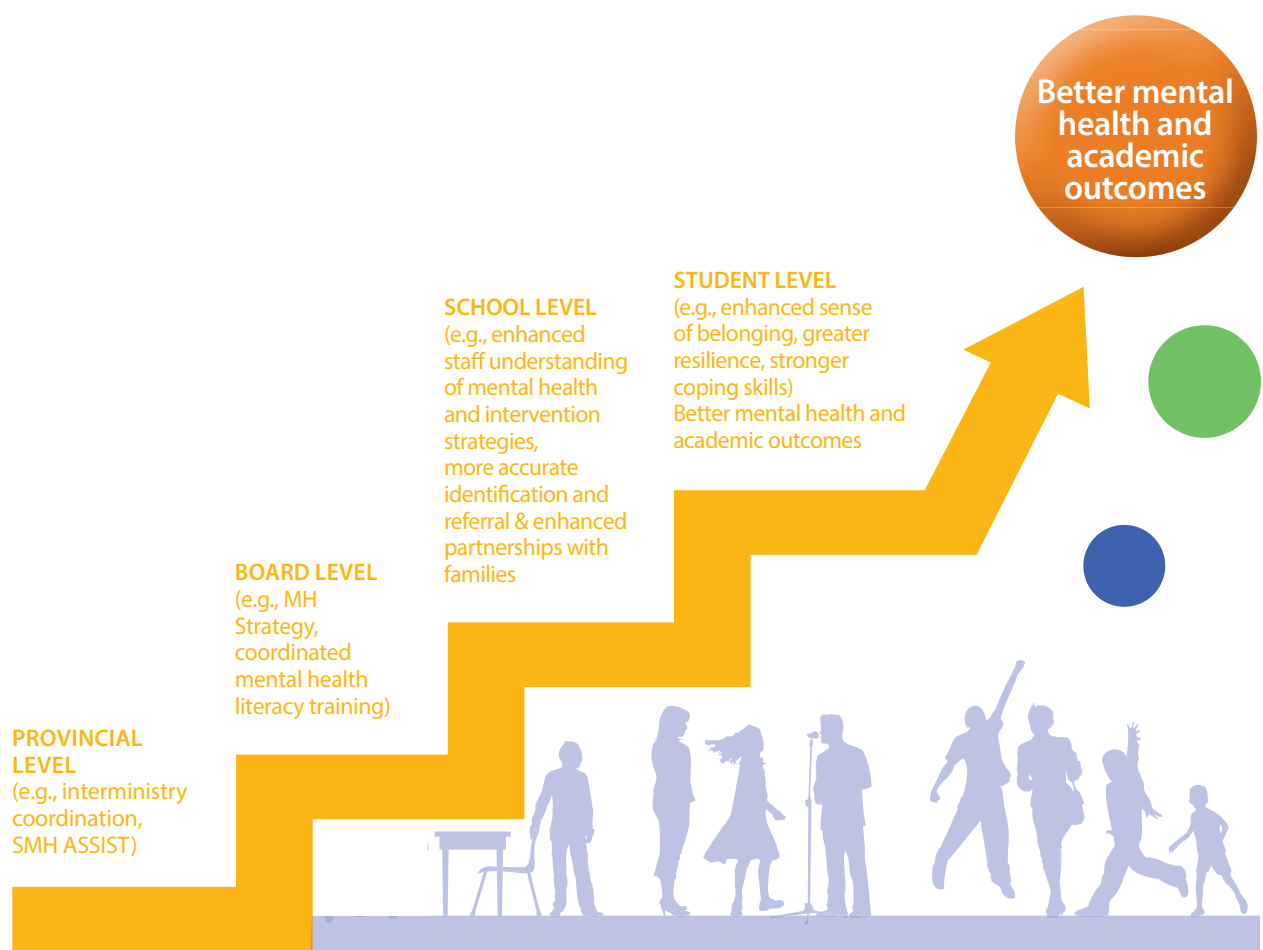 Better mental
health and
academic
outcomes
STUDENT LEVEL
(e.g., enhanced sense
of belonging, greater
resilience, stronger
coping skills)
Better mental health and
academic outcomes
SCHOOL LEVEL
(e.g., enhanced
staff understanding
of mental health
and intervention
strategies,
more accurate
identification and
referral & enhanced
partnerships with
families
BOARD LEVEL
(e.g., MH
Strategy,
coordinated
mental health
literacy training)
PROVINCIAL
LEVEL
(e.g., interministry
coordination,
SMH ASSIST)